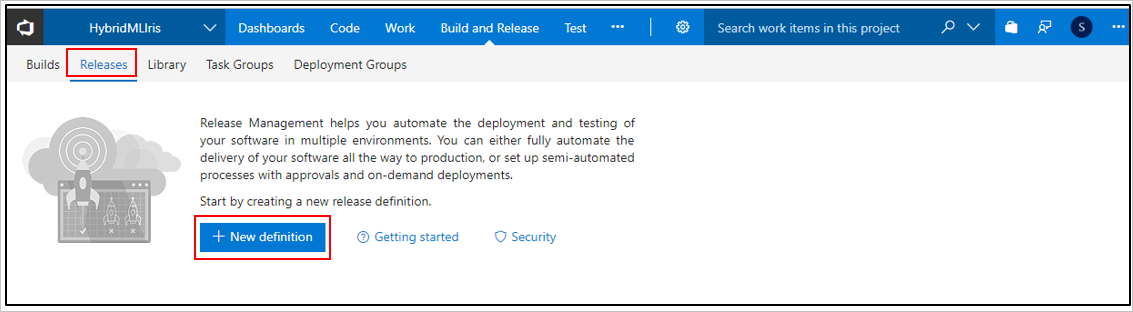 HybridMLIris Dashboards Code Work Build and Release Test ••• Search work items in this project S •••
Builds Releases Library Task Groups Deployment Groups
Release Management helps you automate the deployment and testing of
your software in multiple environments. You can either fully automate the
delivery of your software all the way to production, or set up semi-automated
processes with approvals and on-demand deployments.
Start by creating a new release definition.
+ New definition Getting started Security